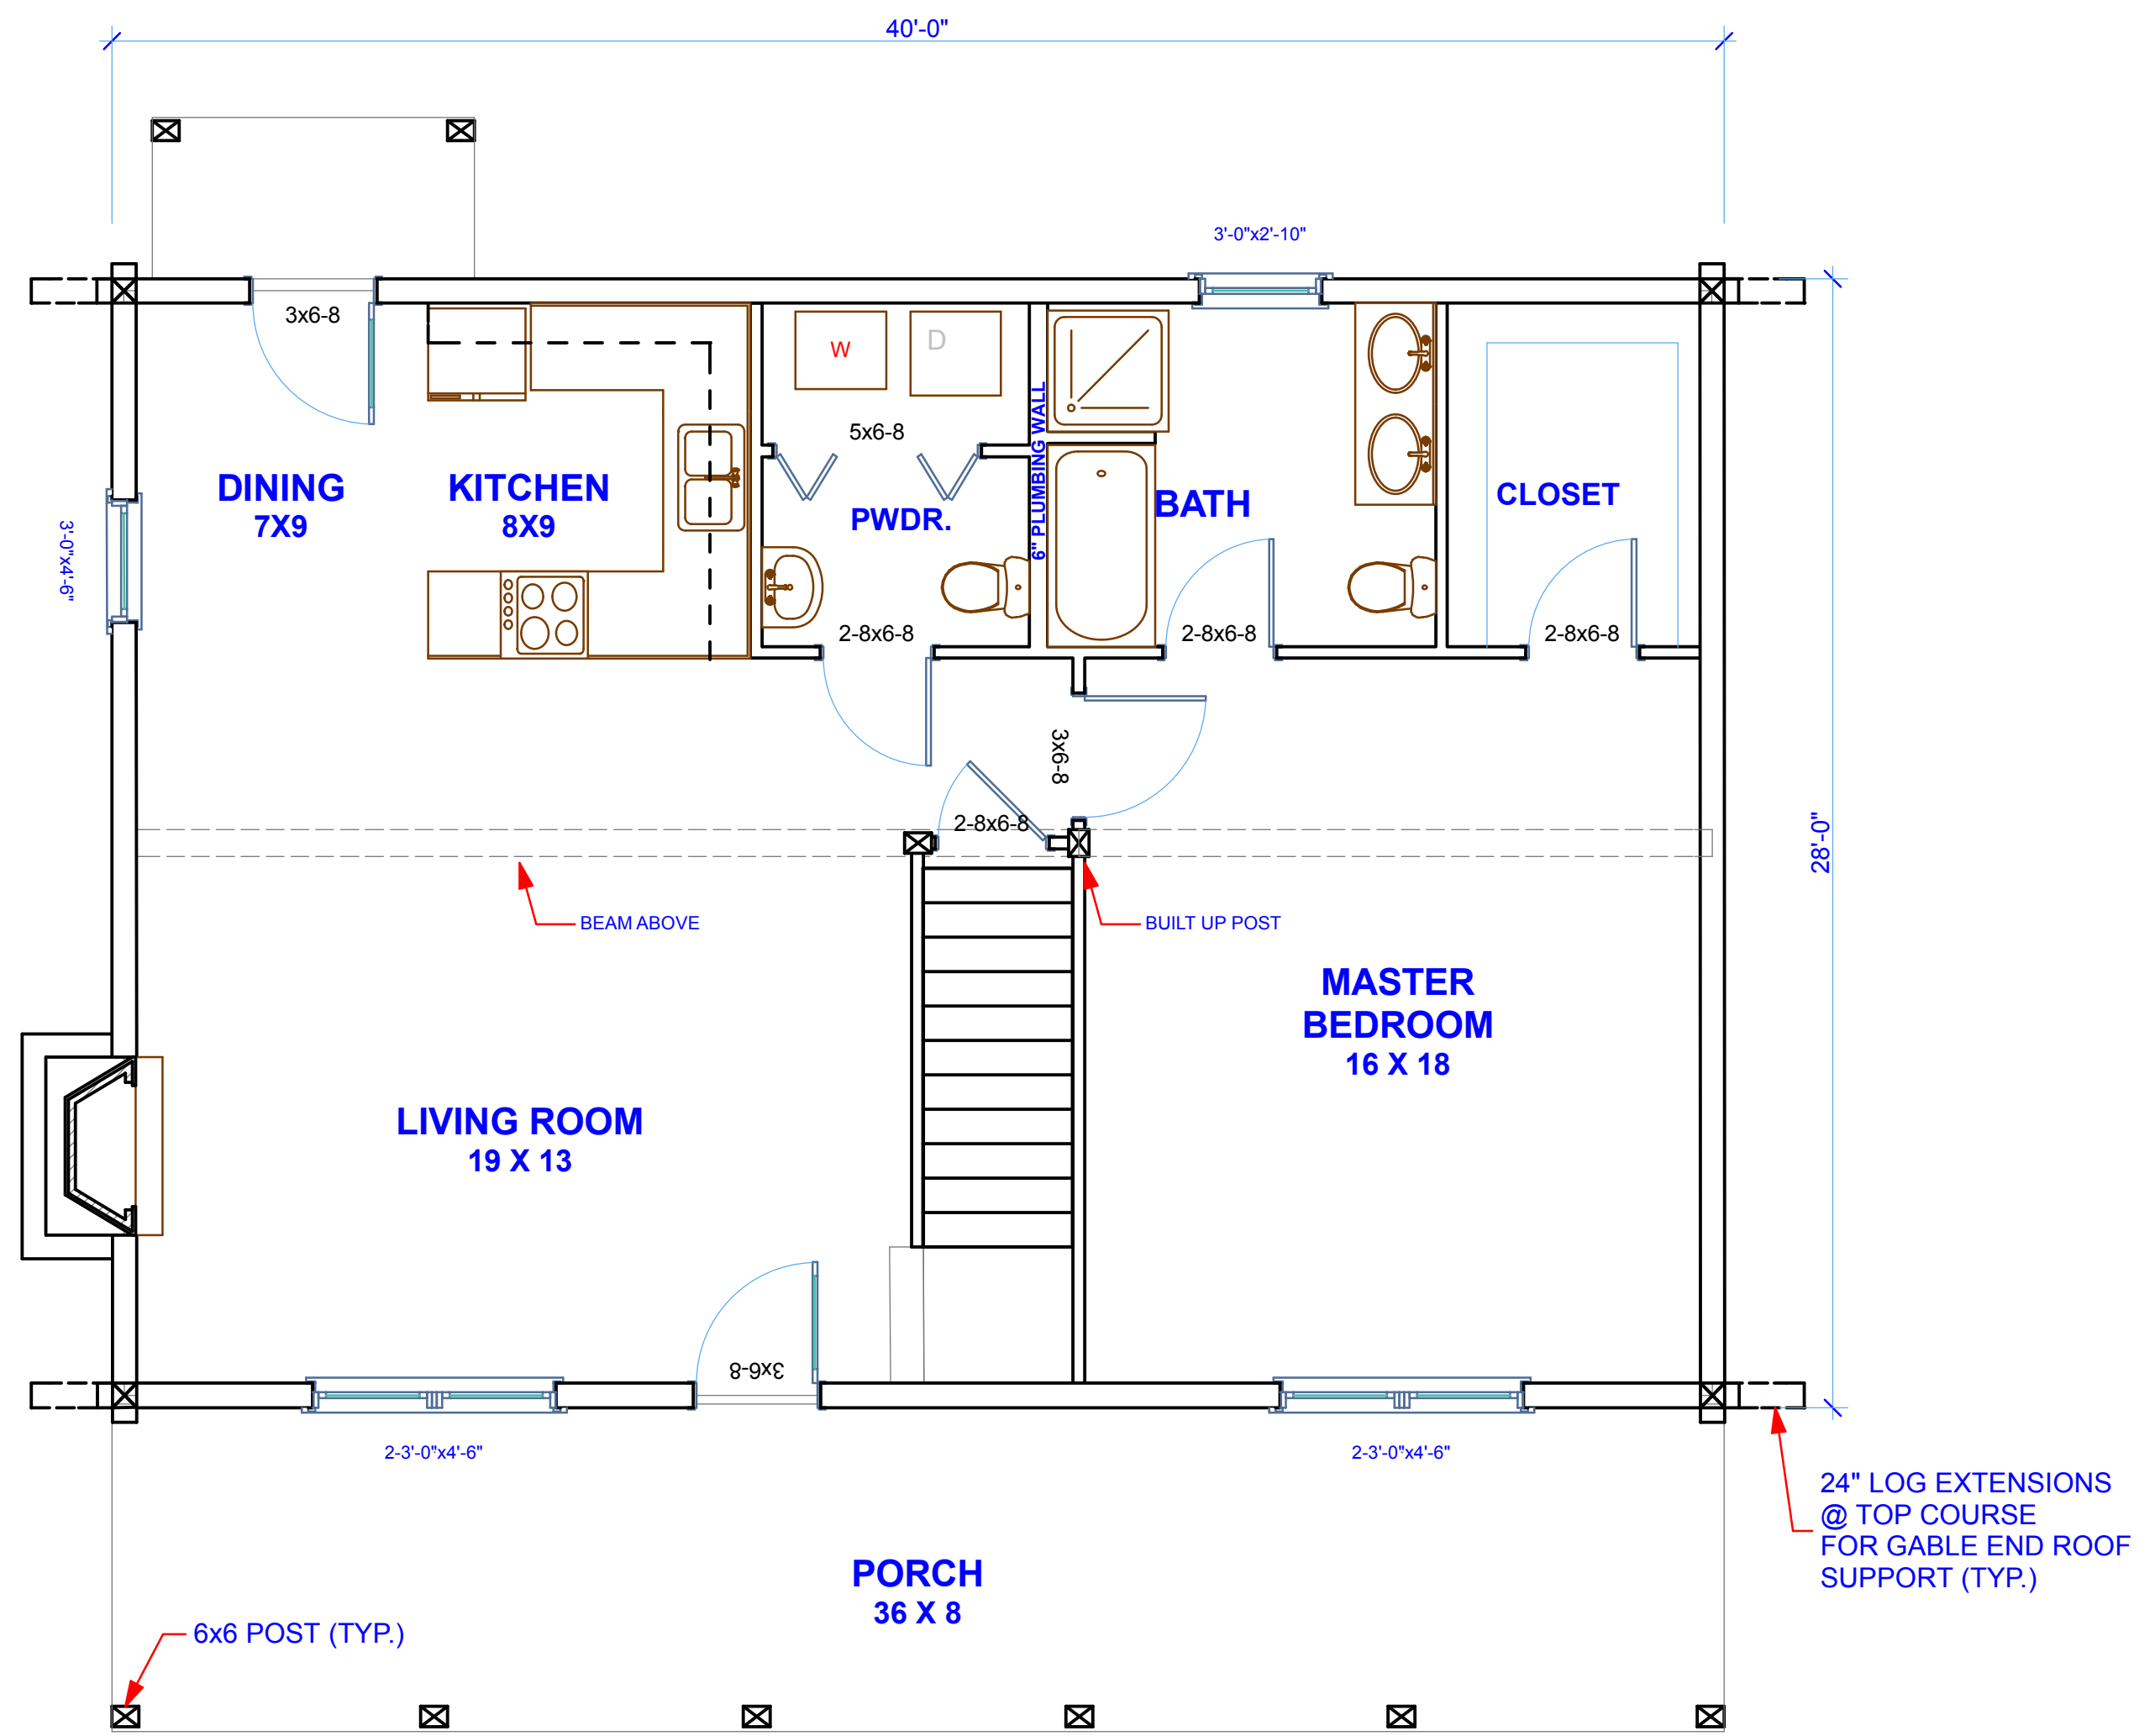 40'-0"
3'-0"x2'-10"
3x6-8
W
D
5x6-8
6" PLUMBING WALL
DINING
7X9
KITCHEN
8X9
PWDR.
BATH
CLOSET
3'-0"x4'-6"
2-8x6-8
2-8x6-8
2-8x6-8
3x6-8
2-8x6-8
28'-0"
BEAM ABOVE
BUILT UP POST
MASTER
BEDROOM
16 X 18
LIVING ROOM
19 X 13
3x6-8
2-3'-0"x4'-6"
2-3'-0"x4'-6"
24" LOG EXTENSIONS
@ TOP COURSE
FOR GABLE END ROOF
SUPPORT (TYP.)
PORCH
36 X 8
6x6 POST (TYP.)